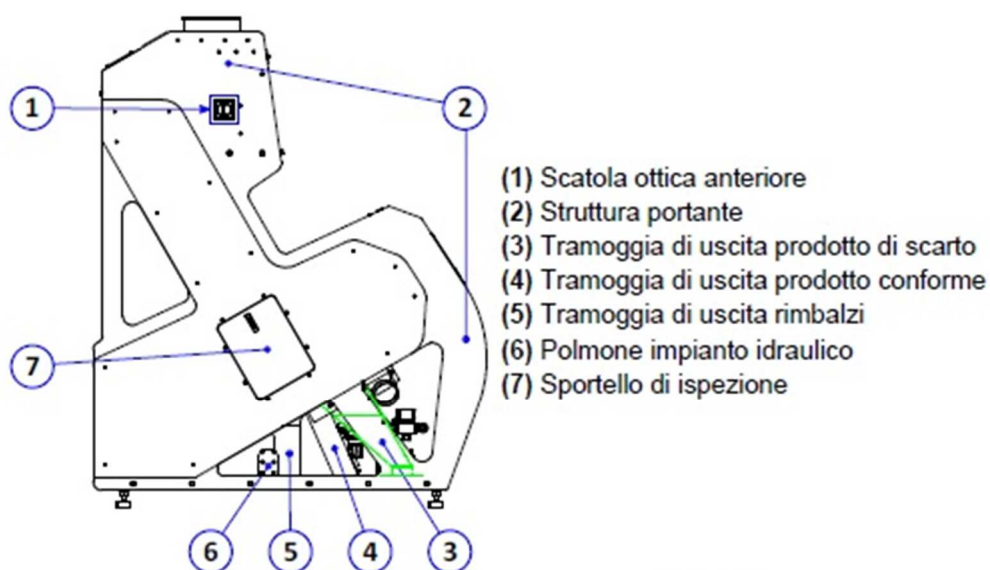 1
2
(1) Scatola ottica anteriore
(2) Struttura portante
(3) Tramoggia di uscita prodotto di scarto
(4) Tramoggia di uscita prodotto conforme
(5) Tramoggia di uscita rimbalzi
(6) Polmone impianto idraulico
(7) Sportello di ispezione
7
6
5
4
3